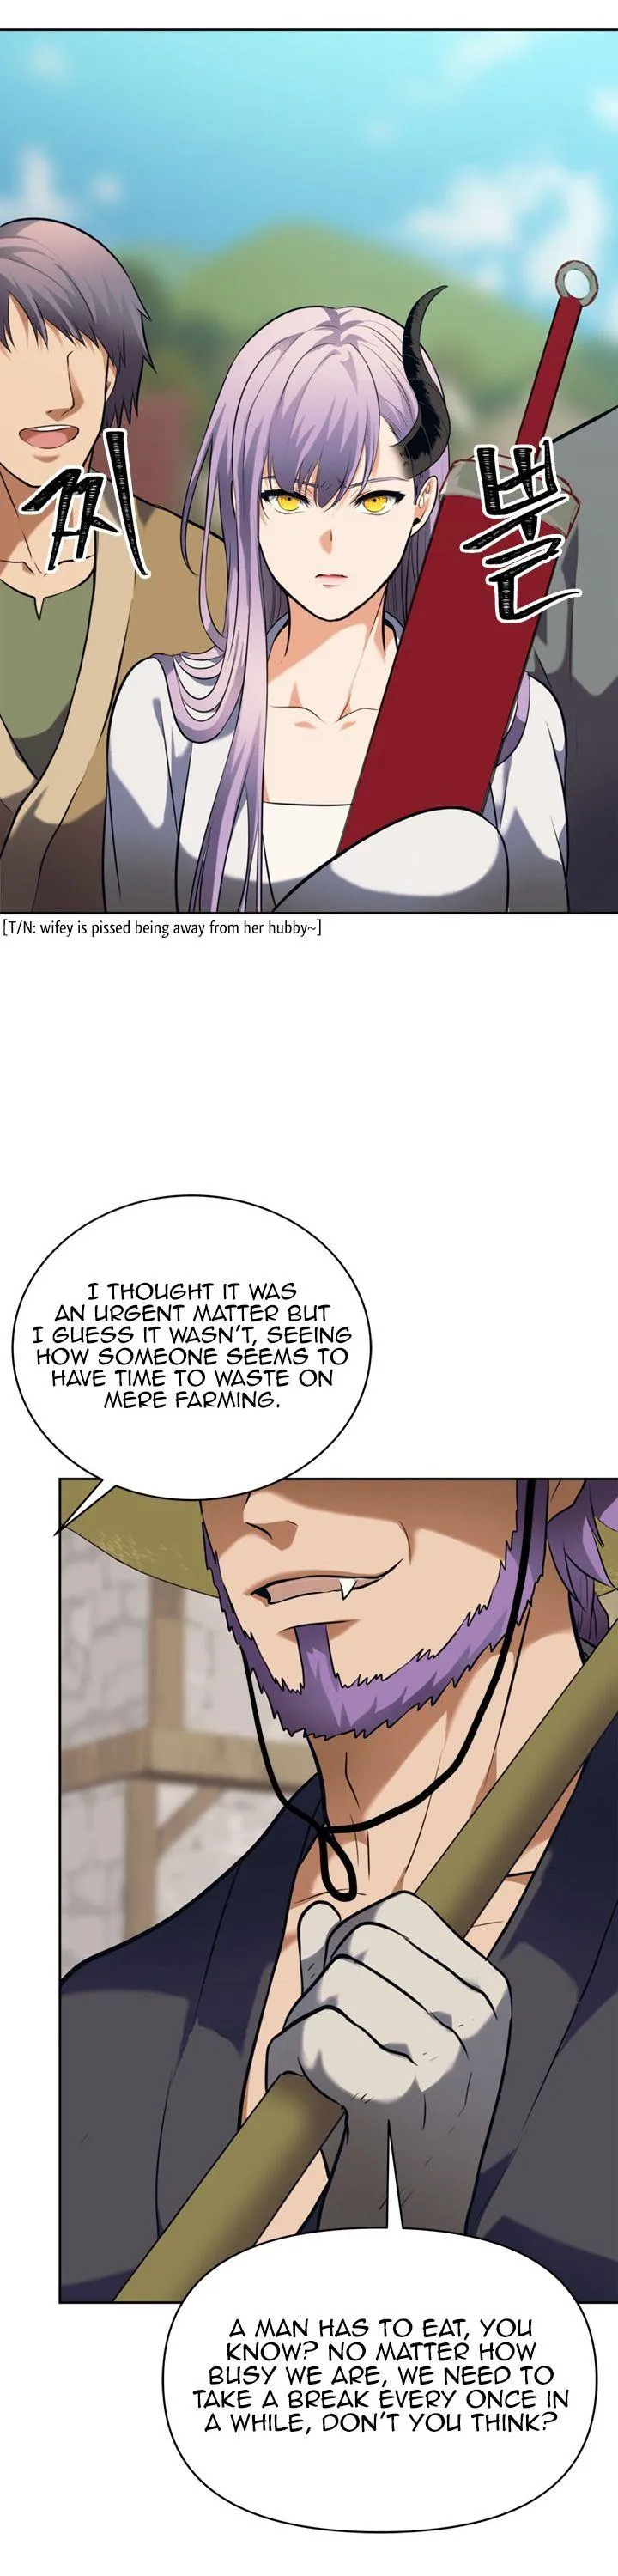 씨
뿔
[T/N: wifey is pissed being away from her hubby~]
I THOUGHT IT WAS
AN URGENT MATTER BUT
I GUESS IT WASN'T, SEEING
HOW SOMEONE SEEMS TO
HAVE TIME TO WASTE ON
MERE FARMING.
A MAN HAS TO EAT, YOU
KNOW? NO MATTER HOW
BUSY WE ARE, WE NEED TO
TAKE A BREAK EVERY ONCE IN
A WHILE, DON'T YOU THINK?